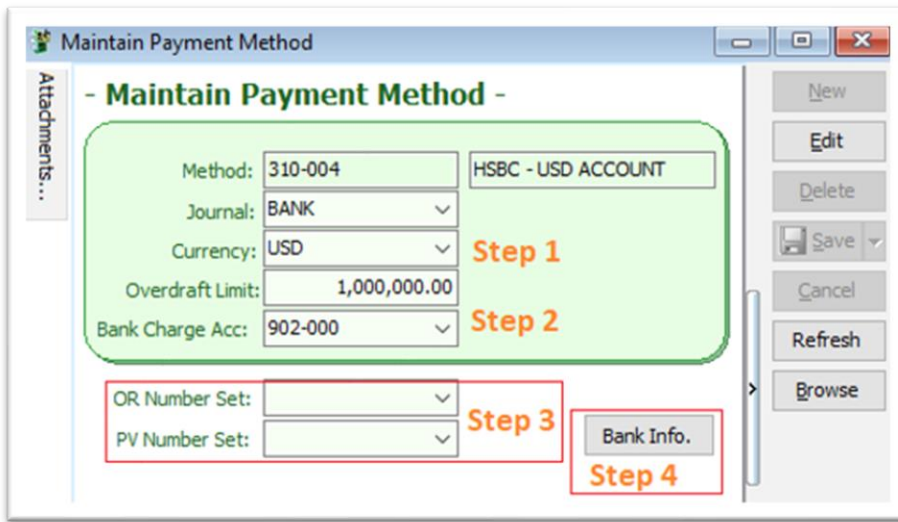 Maintain Payment Method
Attachments...
- Maintain Payment Method -
Method: 310-004 HSBC - USD ACCOUNT
Journal: BANK
Currency: USD Step 1
Overdraft Limit: 1,000,000.00
Bank Charge Acc: 902-000 Step 2
OR Number Set:
Step 3
PV Number Set:
Bank Info.
Step 4
New
Edit
Delete
Save
Cancel
Refresh
Browse